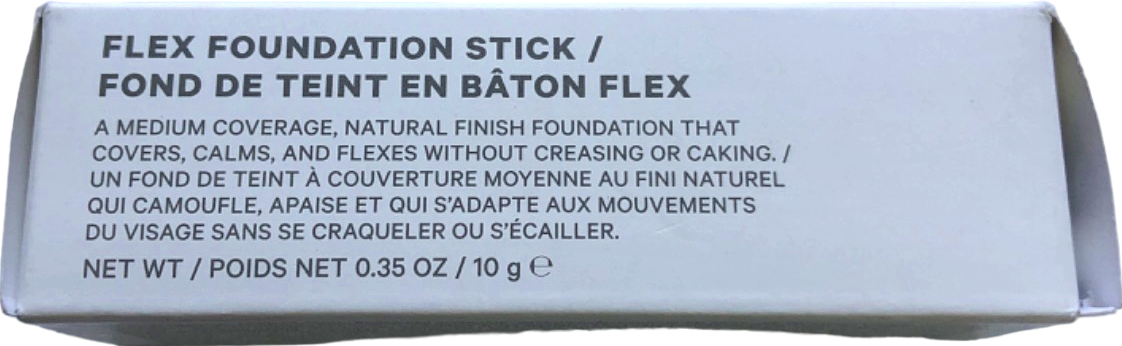 FLEX FOUNDATION STICK /
FOND DE TEINT EN BÂTON FLEX
A MEDIUM COVERAGE, NATURAL FINISH FOUNDATION THAT
COVERS, CALMS, AND FLEXES WITHOUT CREASING OR CAKING. /
UN FOND DE TEINT À COUVERTURE MOYENNE AU FINI NATUREL
QUI CAMOUFLE, APAISE ET QUI S'ADAPTE AUX MOUVEMENTS
DU VISAGE SANS SE CRAQUELER OU S'ÉCAILLER.
NET WT / POIDS NET 0.35 OZ / 10 g ℮